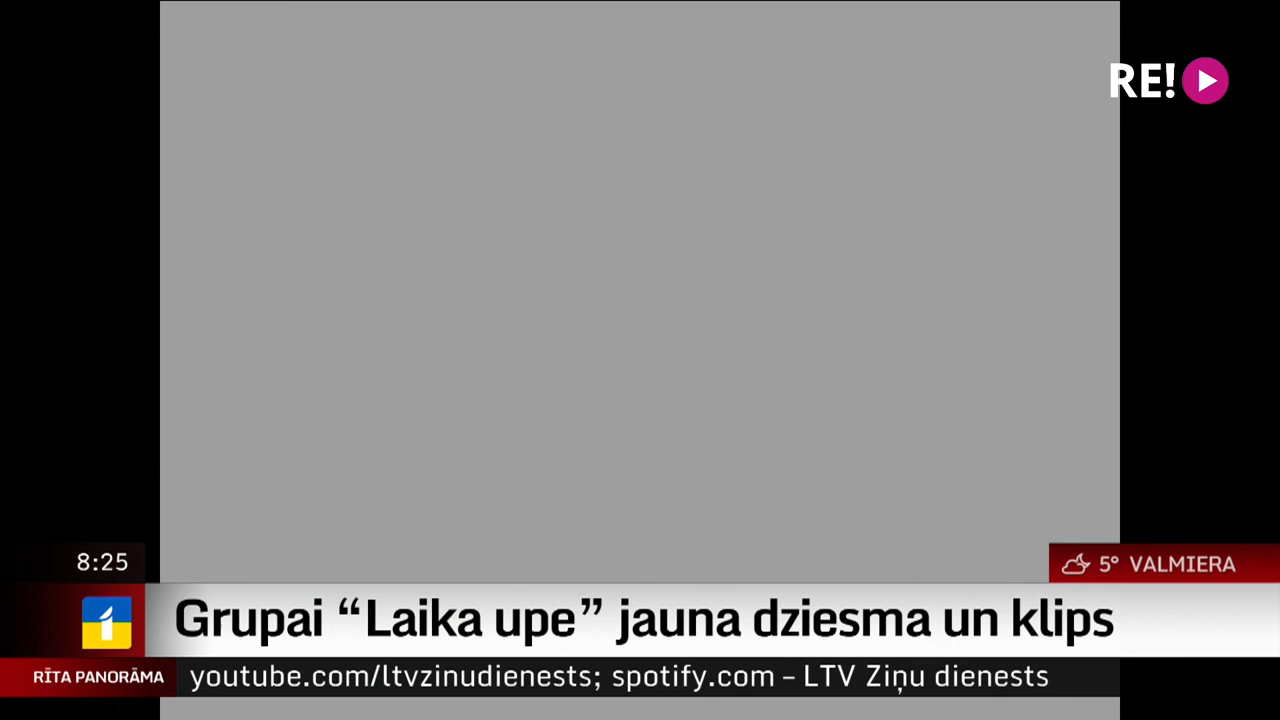 RE!
8:25
5° VALMIERA
1
Grupai “Laika upe” jauna dziesma un klips
RĪTA PANORĀMA
youtube.com/ltvzinudienests; spotify.com – LTV Ziņu dienests